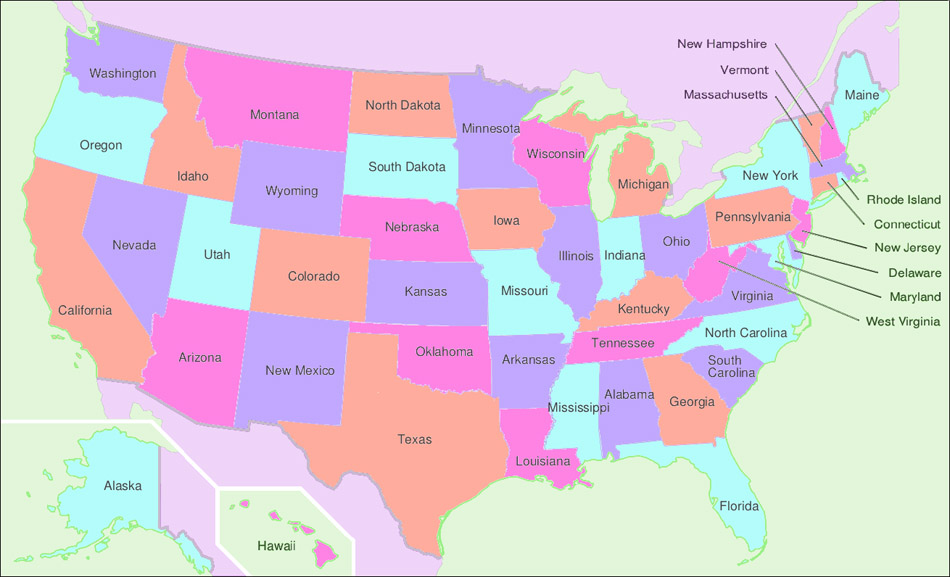 New Hampshire
Vermont
Massachusetts
Washington
Montana
North Dakota
Minnesota
Maine
Oregon
Idaho
Wyoming
South Dakota
Wisconsin
Michigan
New York
Rhode Island
Connecticut
New Jersey
Delaware
Maryland
West Virginia
Nevada
Utah
Colorado
Nebraska
Iowa
Illinois
Indiana
Ohio
Pennsylvania
California
Kansas
Missouri
Kentucky
Virginia
Arizona
New Mexico
Oklahoma
Arkansas
Tennessee
North Carolina
South
Carolina
Texas
Louisiana
Mississippi
Alabama
Georgia
Florida
Alaska
Hawaii